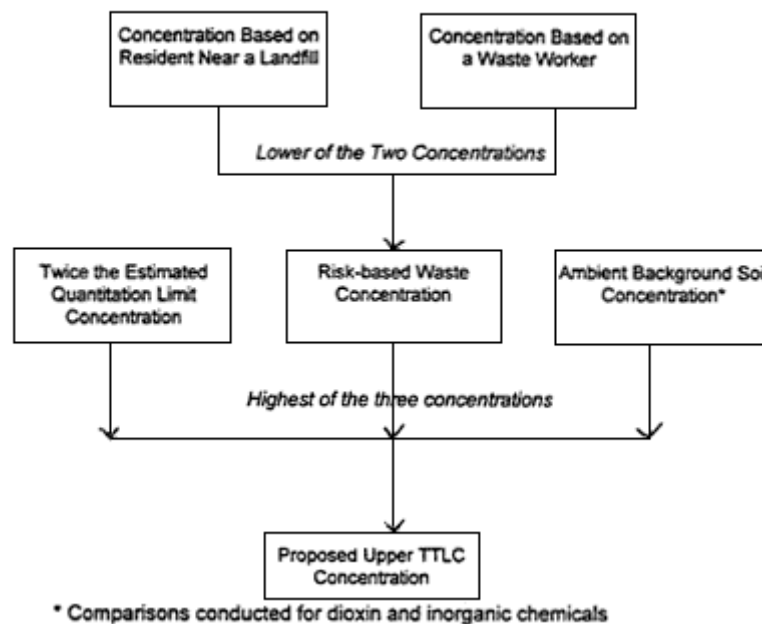 Concentration Based on
Resident Near a Landfill
Concentration Based on
a Waste Worker
Lower of the Two Concentrations
Twice the Estimated
Quantitation Limit
Concentration
Risk-based Waste
Concentration
Ambient Background Soi
Concentration*
Highest of the three concentrations
Proposed Upper TTLC
Concentration
* Comparisons conducted for dioxin and inorganic chemicals